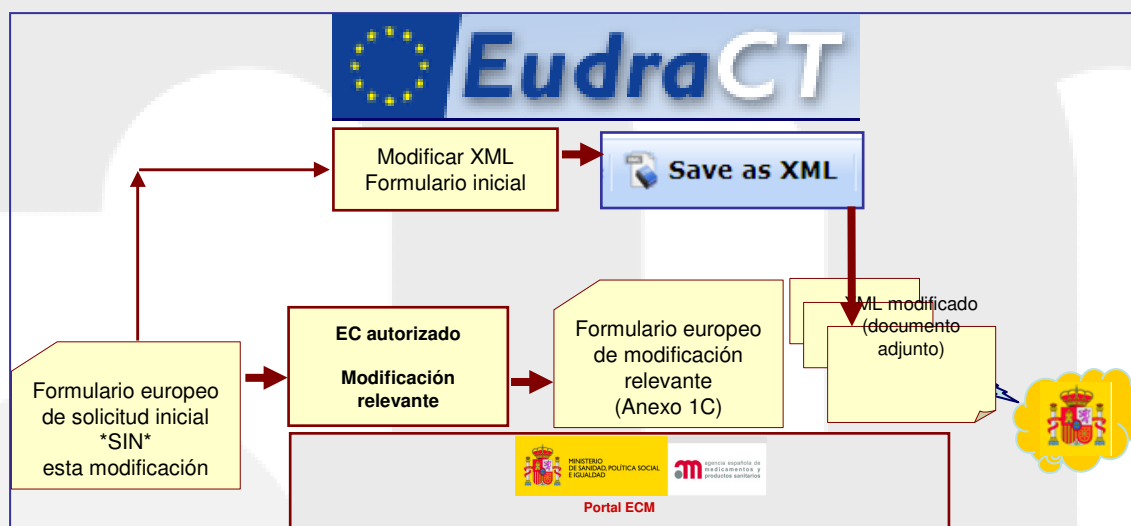 EudraCT
Modificar XML
Formulario inicial
Save as XML
XML modificado
(documento
adjunto)
EC autorizado
Modificación
relevante
Formulario europeo
de modificación
relevante
(Anexo 1C)
Formulario europeo
de solicitud inicial
*SIN*
esta modificación
MINISTERIO
DE SANIDAD, POLÍTICA SOCIAL
E IGUALDAD
agencia española de
medicamentos y
productos sanitarios
Portal ECM